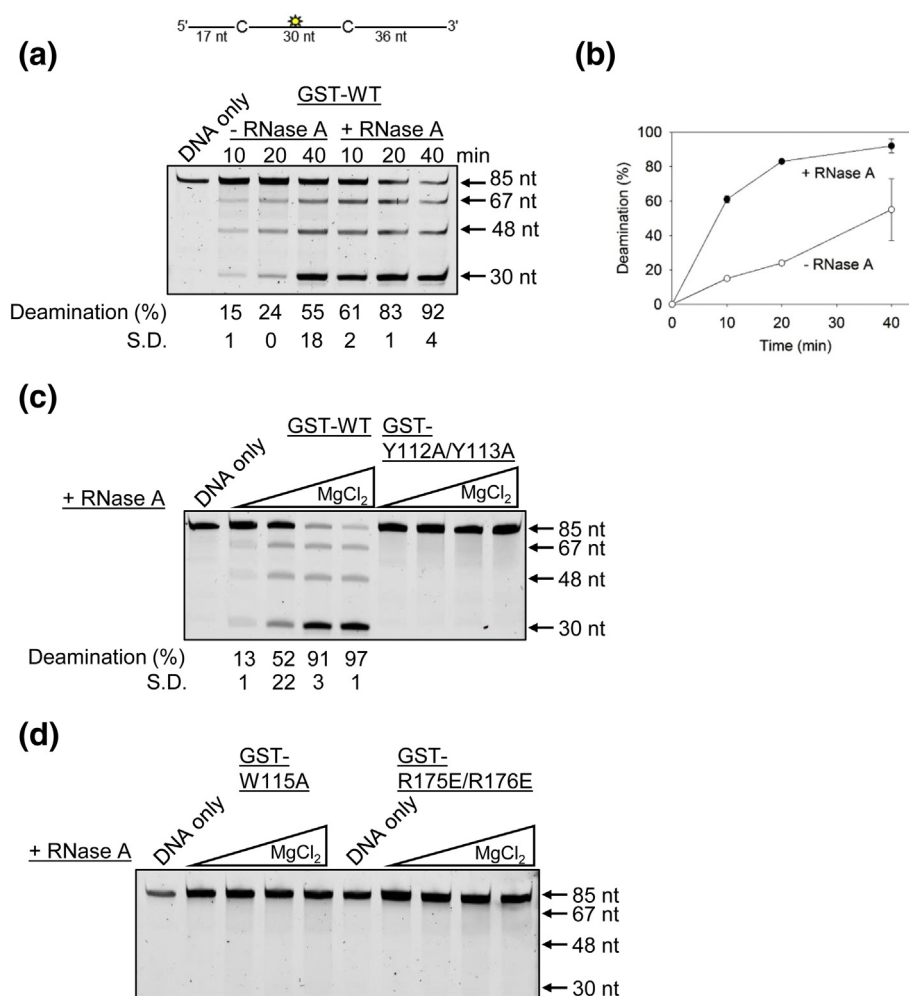 5' C C 3'
17 nt 30 nt 36 nt
(a)
GST-WT
DNA only
- RNase A + RNase A
10 20 40 10 20 40 min
85 nt
67 nt
48 nt
30 nt
Deamination (%) 15 24 55 61 83 92
S.D. 1 0 18 2 1 4
(b)
Deamination (%)
100
80
60
40
20
0
+ RNase A
- RNase A
0 10 20 30 40
Time (min)
(c)
GST-WT
GST-
Y112A/Y113A
DNA only
+ RNase A
MgCl₂ MgCl₂
85 nt
67 nt
48 nt
30 nt
Deamination (%) 13 52 91 97
S.D. 1 22 3 1
(d)
GST-
W115A
GST-
R175E/R176E
DNA only DNA only
+ RNase A
MgCl₂ MgCl₂
85 nt
67 nt
48 nt
30 nt